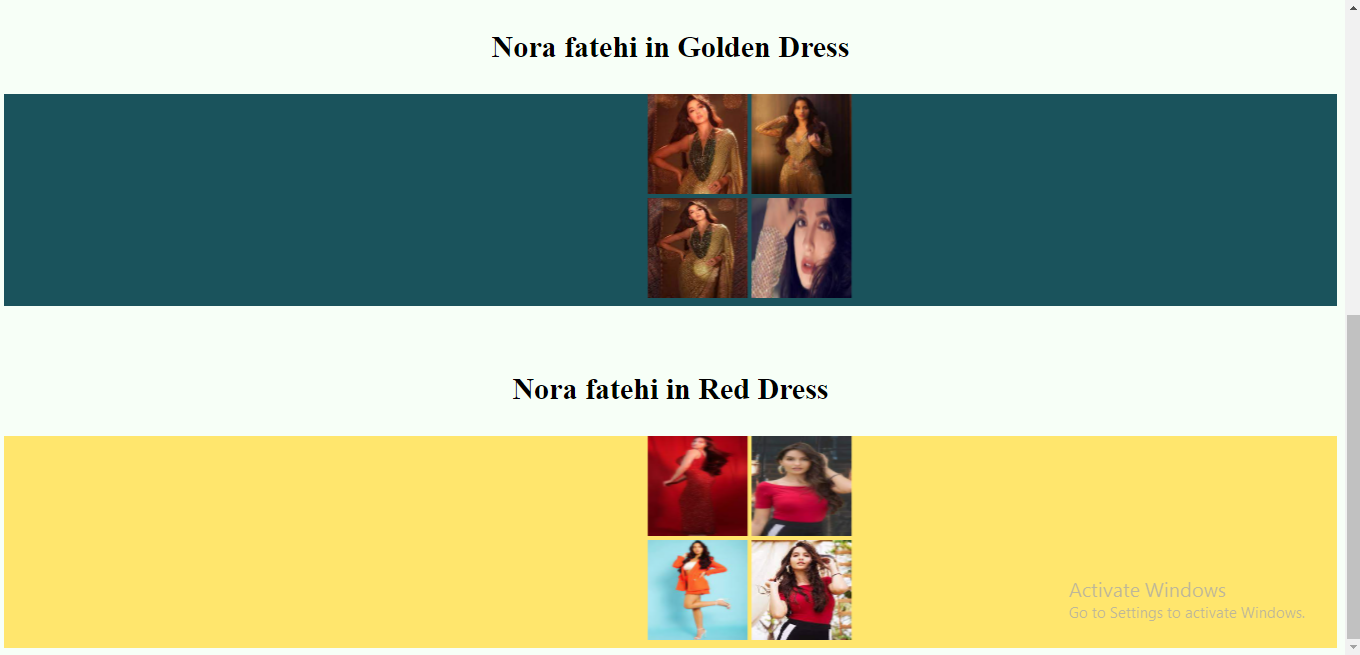 Nora fatehi in Golden Dress
Nora fatehi in Red Dress
Activate Windows
Go to Settings to activate Windows.